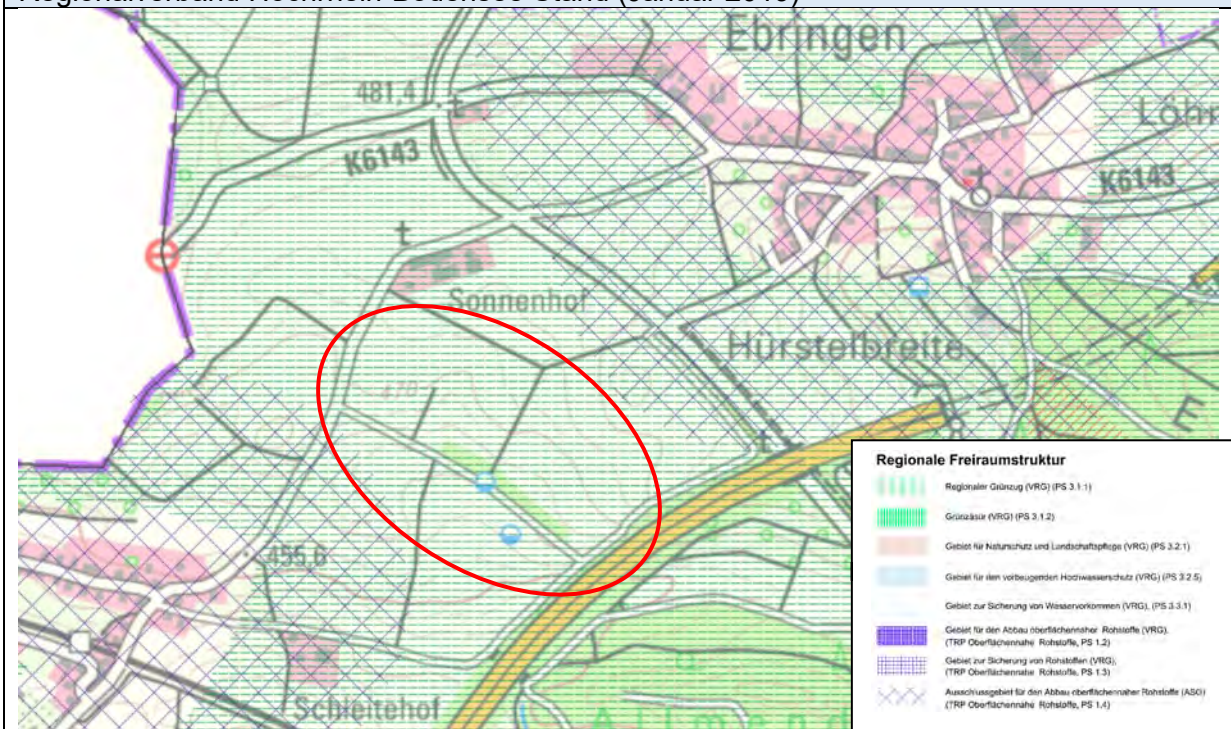 Regionalverband Hochrhein-Bodensee Stand (Januar 2019)
Ebringen
481,4
Löhn
K6143
K6143
Sonnenhof
Hürstelbreite
470
E
455,6
Schleitehof
Allmend
Regionale Freiraumstruktur
Regionaler Grünzug (VRG) (PS 3.1.1)
Grünzäsur (VRG) (PS 3.1.2)
Gebiet für Naturschutz und Landschaftspflege (VRG) (PS 3.2.1)
Gebiet für den vorbeugenden Hochwasserschutz (VRG) (PS 3.2.5)
Gebiet zur Sicherung von Wasservorkommen (VRG), (PS 3.3.1)
Gebiet für den Abbau oberflächennaher Rohstoffe (VRG),
(TRP Oberflächennahe Rohstoffe, PS 1.2)
Gebiet zur Sicherung von Rohstoffen (VRG),
(TRP Oberflächennahe Rohstoffe, PS 1.3)
Ausschlussgebiet für den Abbau oberflächennaher Rohstoffe (ASG)
(TRP Oberflächennahe Rohstoffe, PS 1.4)